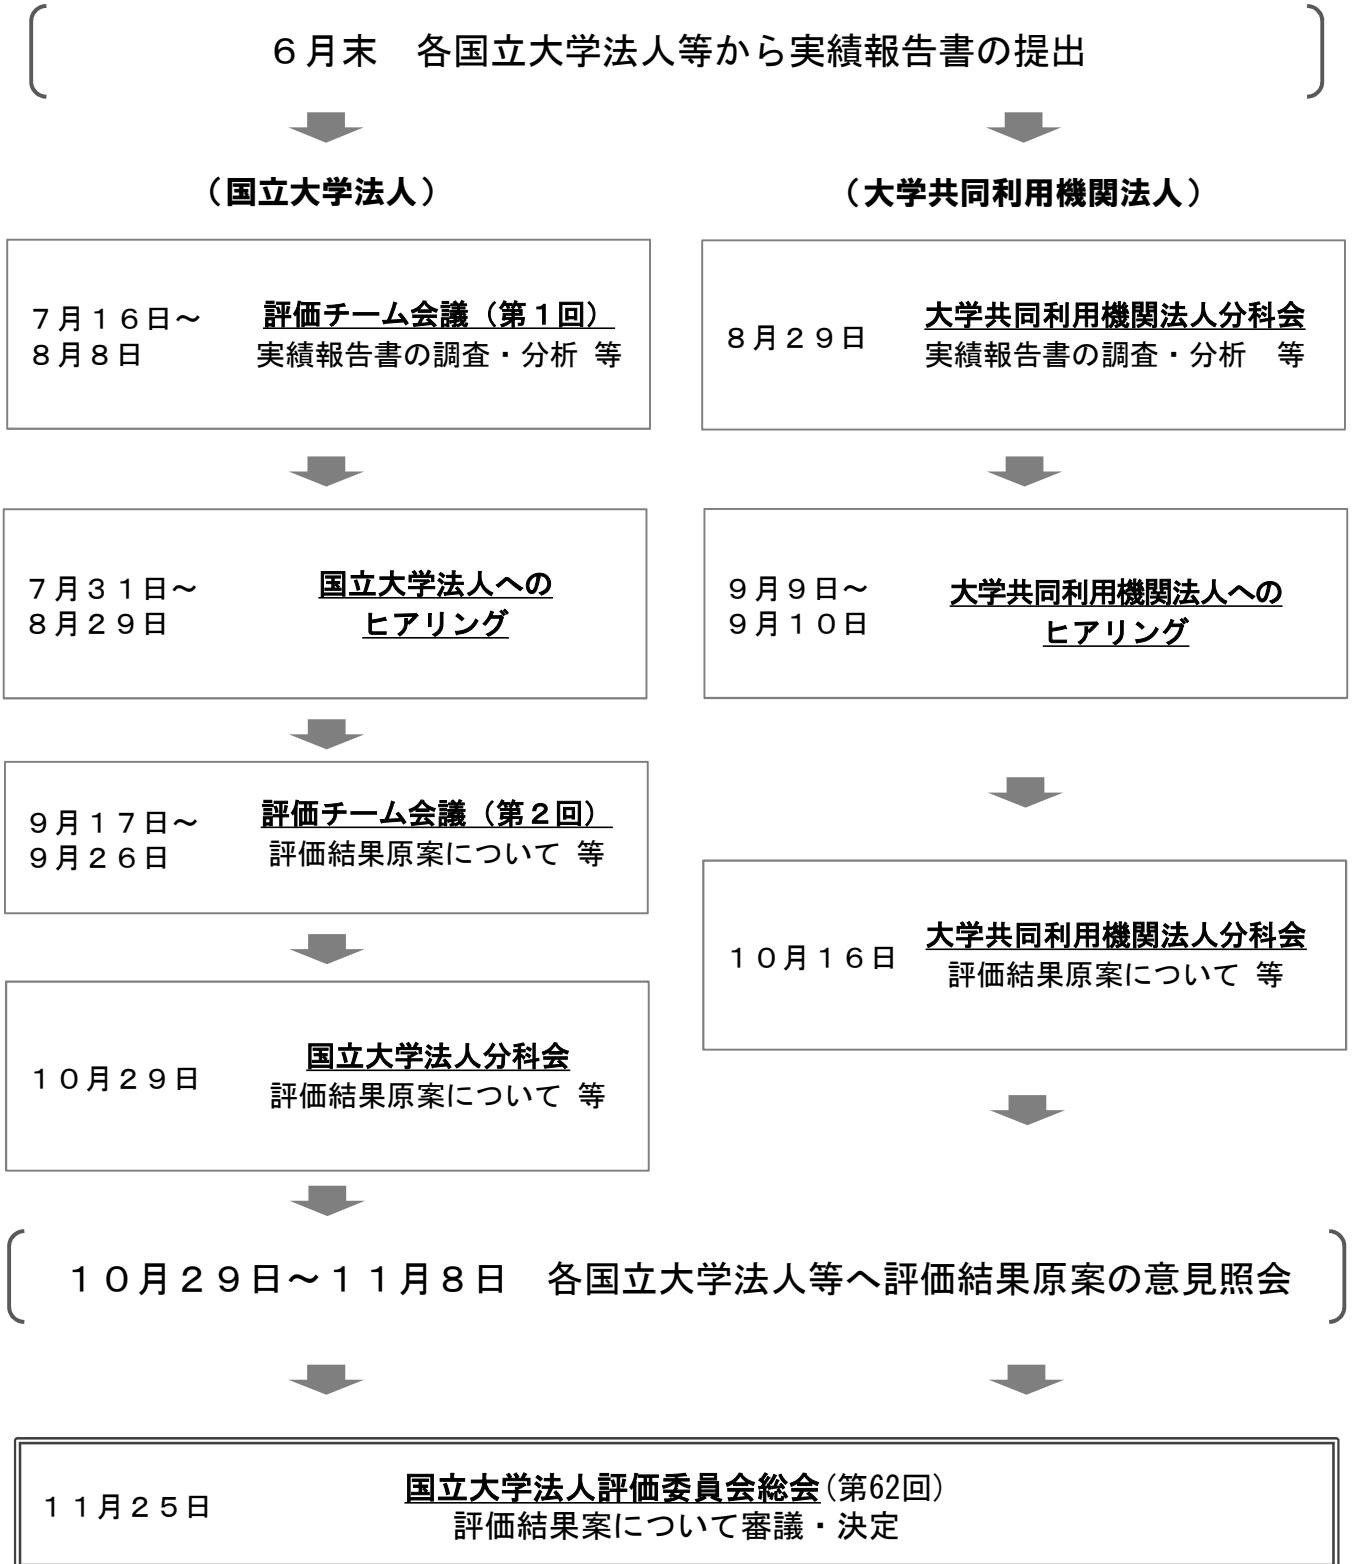 ６月末　各国立大学法人等から実績報告書の提出
（国立大学法人）
７月１６日～
８月８日
評価チーム会議（第１回）
実績報告書の調査・分析 等
７月３１日～
８月２９日
国立大学法人への
ヒアリング
９月１７日～
９月２６日
評価チーム会議（第２回）
評価結果原案について 等
１０月２９日
国立大学法人分科会
評価結果原案について 等
（大学共同利用機関法人）
８月２９日
大学共同利用機関法人分科会
実績報告書の調査・分析　等
９月９日～
９月１０日
大学共同利用機関法人への
ヒアリング
１０月１６日
大学共同利用機関法人分科会
評価結果原案について 等
１０月２９日～１１月８日　各国立大学法人等へ評価結果原案の意見照会
１１月２５日
国立大学法人評価委員会総会(第62回)
評価結果案について審議・決定